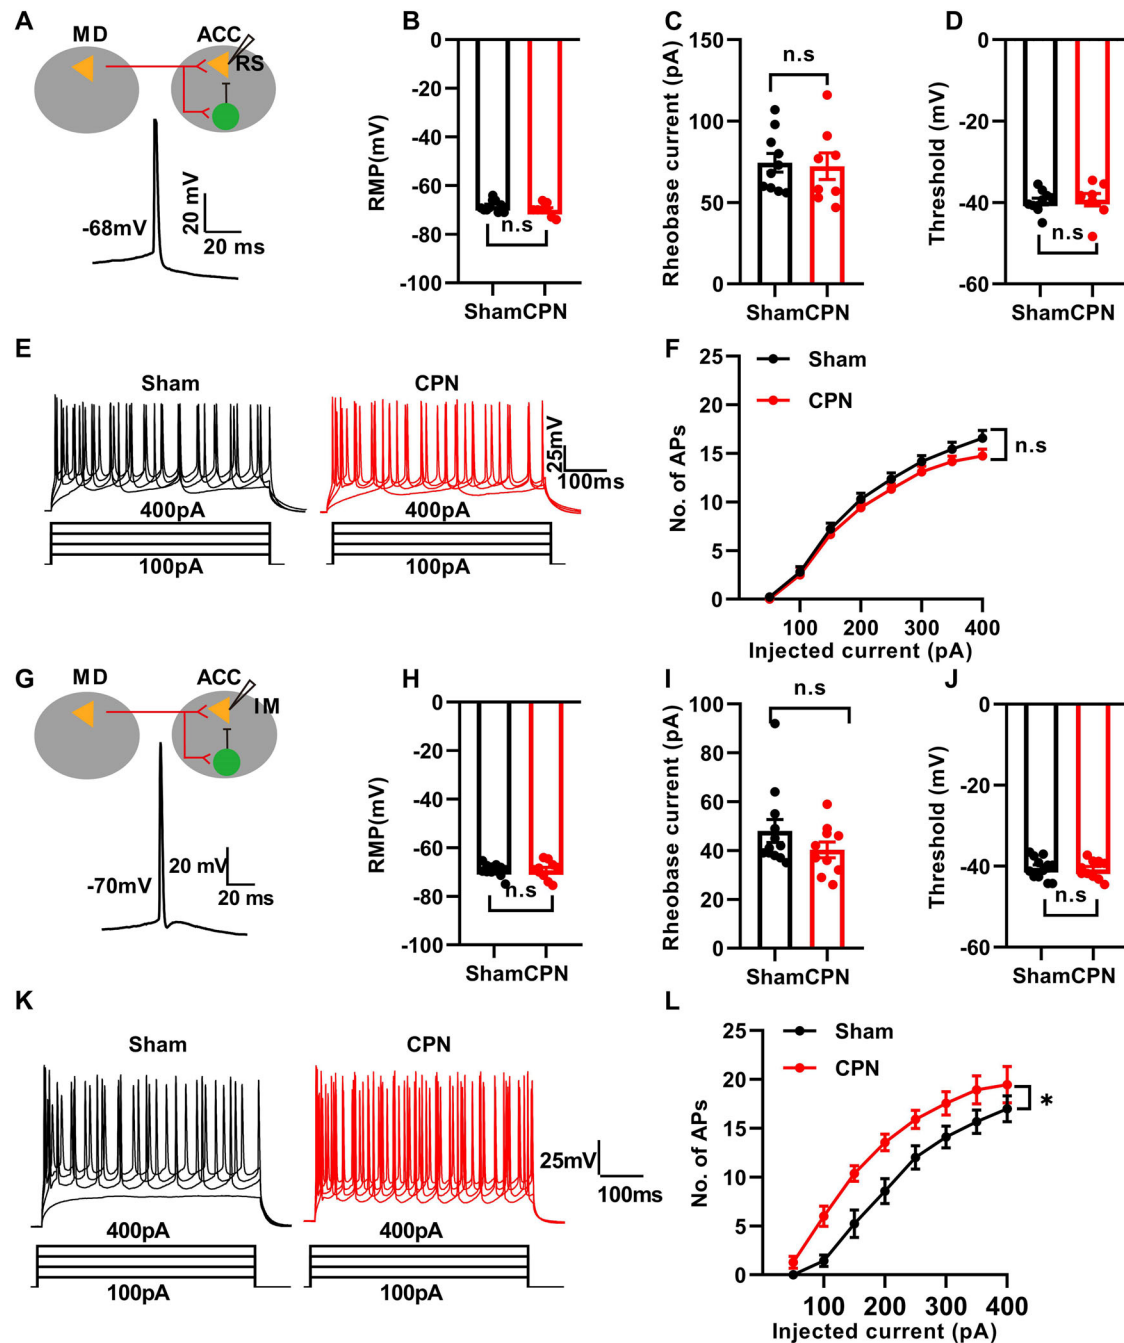 A
MD
ACC
RS
-68mV
20 mV
20 ms
B
RMP(mV)
0
-20
-40
-60
-80
-100
n.s
ShamCPN
C
Rheobase current (pA)
150
100
50
0
n.s
ShamCPN
D
Threshold (mV)
0
-20
-40
-60
n.s
ShamCPN
E
Sham
CPN
25mV
100ms
400pA
100pA
400pA
100pA
F
No. of APs
25
20
15
10
5
0
Sham
CPN
n.s
100
200
300
400
Injected current (pA)
G
MD
ACC
IM
-70mV
20 mV
20 ms
H
RMP(mV)
0
-20
-40
-60
-80
-100
n.s
ShamCPN
I
Rheobase current (pA)
100
80
60
40
20
0
n.s
ShamCPN
J
Threshold (mV)
0
-20
-40
-60
n.s
ShamCPN
K
Sham
CPN
25mV
100ms
400pA
100pA
400pA
100pA
L
No. of APs
25
20
15
10
5
0
Sham
CPN
*
100
200
300
400
Injected current (pA)